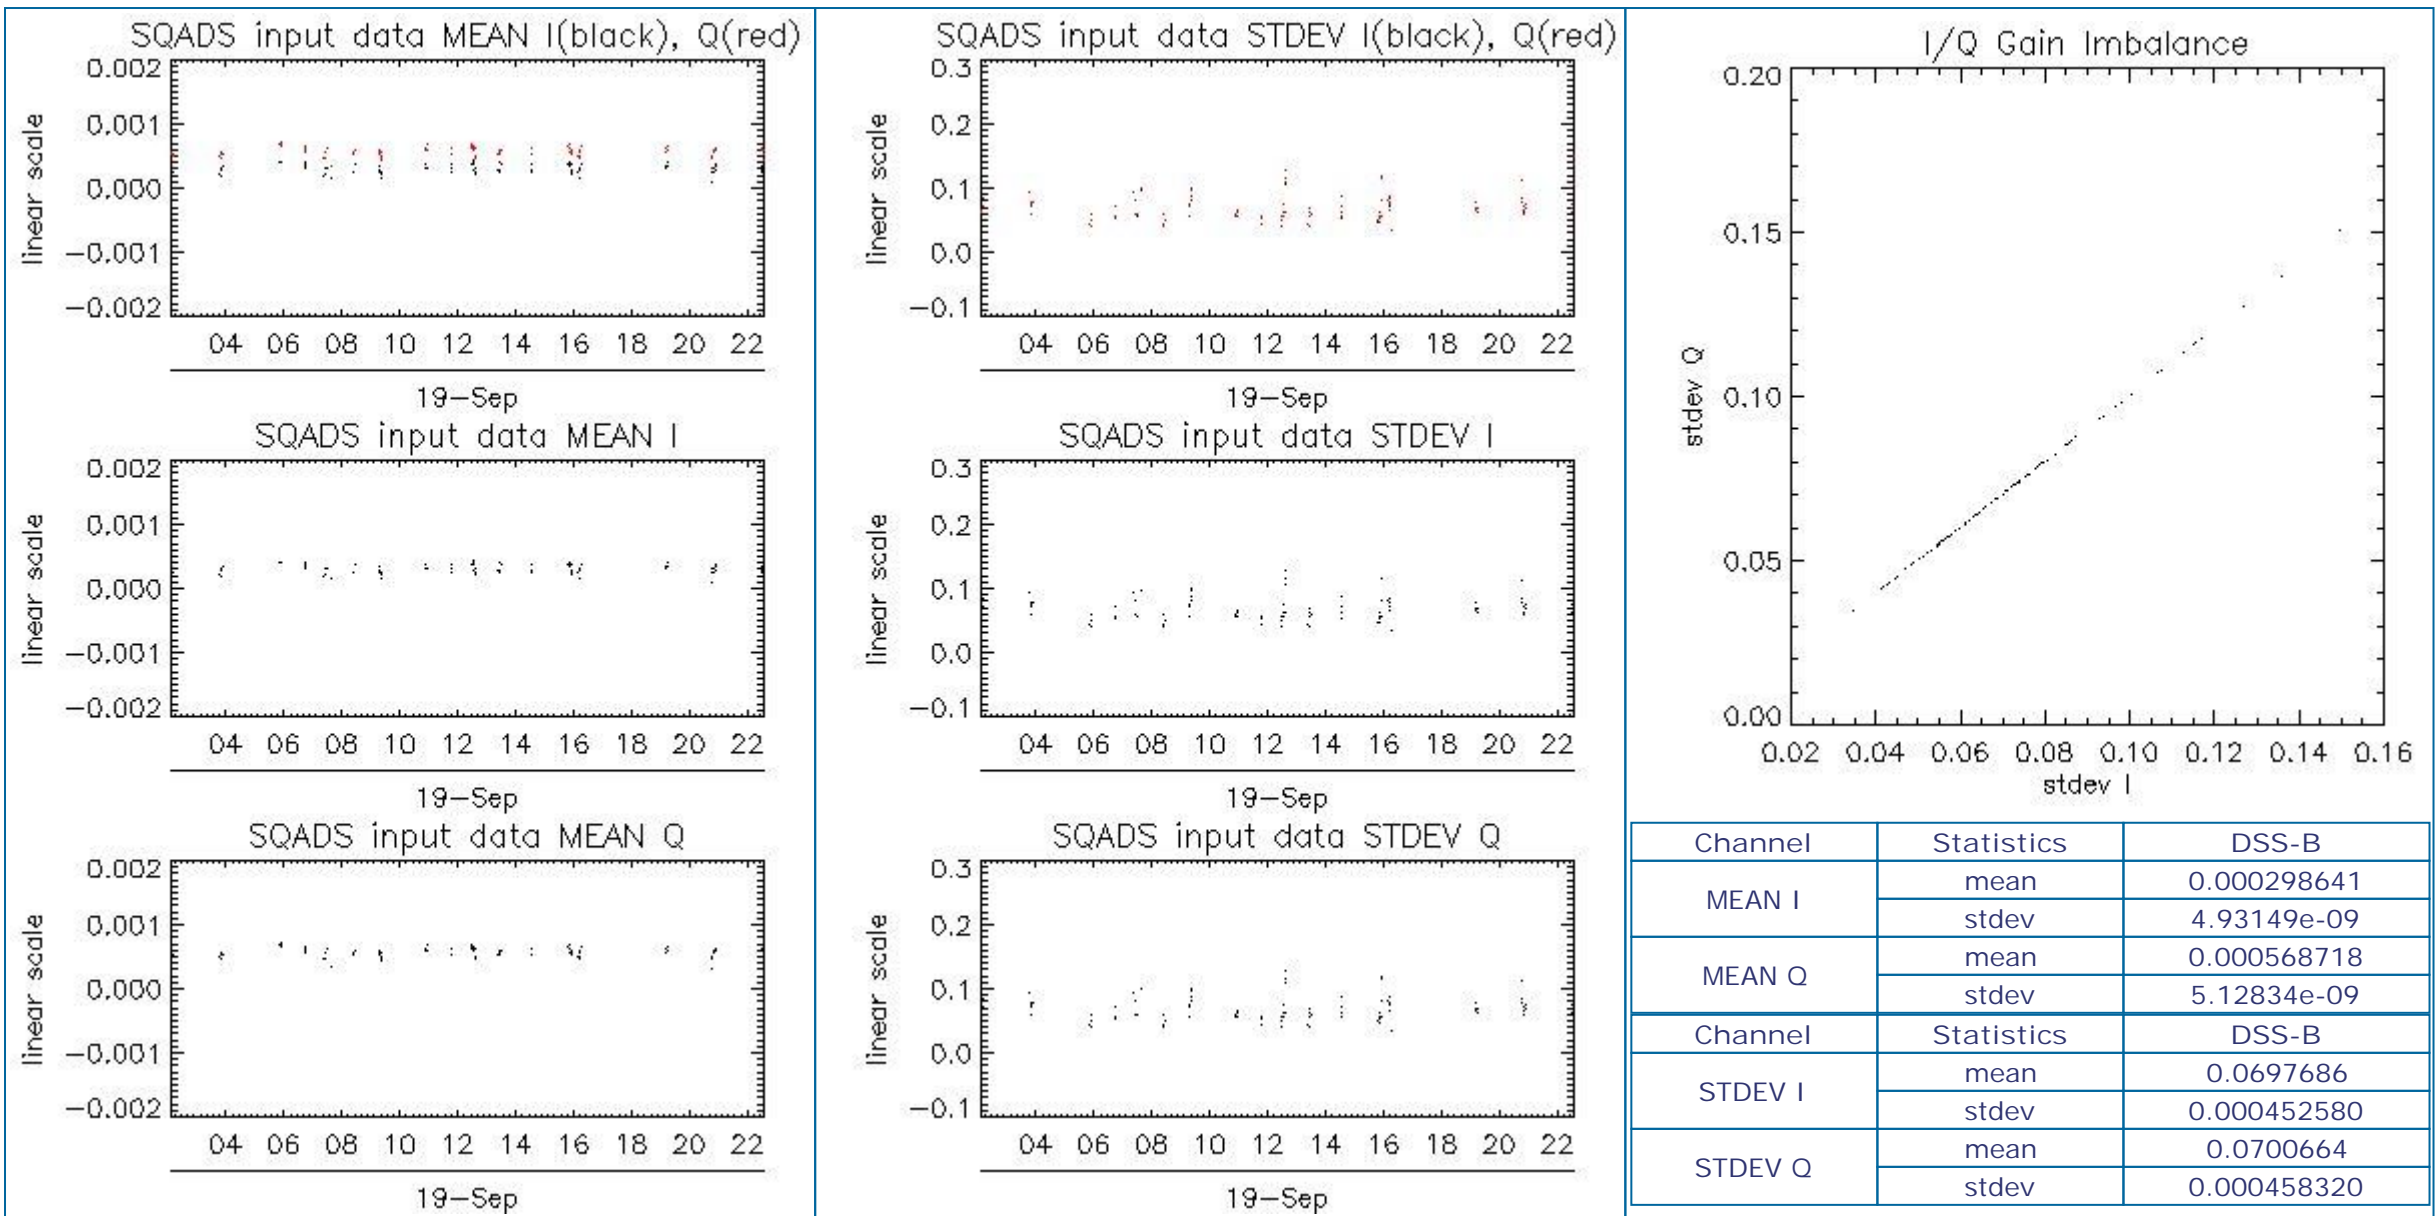 SQADS input data MEAN I(black), Q(red)
0.002
0.001
0.000
−0.001
−0.002
linear scale
04 06 08 10 12 14 16 18 20 22
19−Sep
SQADS input data MEAN I
0.002
0.001
0.000
−0.001
−0.002
linear scale
04 06 08 10 12 14 16 18 20 22
19−Sep
SQADS input data MEAN Q
0.002
0.001
0.000
−0.001
−0.002
linear scale
04 06 08 10 12 14 16 18 20 22
19−Sep
SQADS input data STDEV I(black), Q(red)
0.3
0.2
0.1
0.0
−0.1
linear scale
04 06 08 10 12 14 16 18 20 22
19−Sep
SQADS input data STDEV I
0.3
0.2
0.1
0.0
−0.1
linear scale
04 06 08 10 12 14 16 18 20 22
19−Sep
SQADS input data STDEV Q
0.3
0.2
0.1
0.0
−0.1
linear scale
04 06 08 10 12 14 16 18 20 22
19−Sep
I/Q Gain Imbalance
0.20
0.15
0.10
0.05
0.00
stdev Q
0.02 0.04 0.06 0.08 0.10 0.12 0.14 0.16
stdev I
Channel Statistics DSS-B
MEAN I mean 0.000298641
stdev 4.93149e-09
MEAN Q mean 0.000568718
stdev 5.12834e-09
Channel Statistics DSS-B
STDEV I mean 0.0697686
stdev 0.000452580
STDEV Q mean 0.0700664
stdev 0.000458320